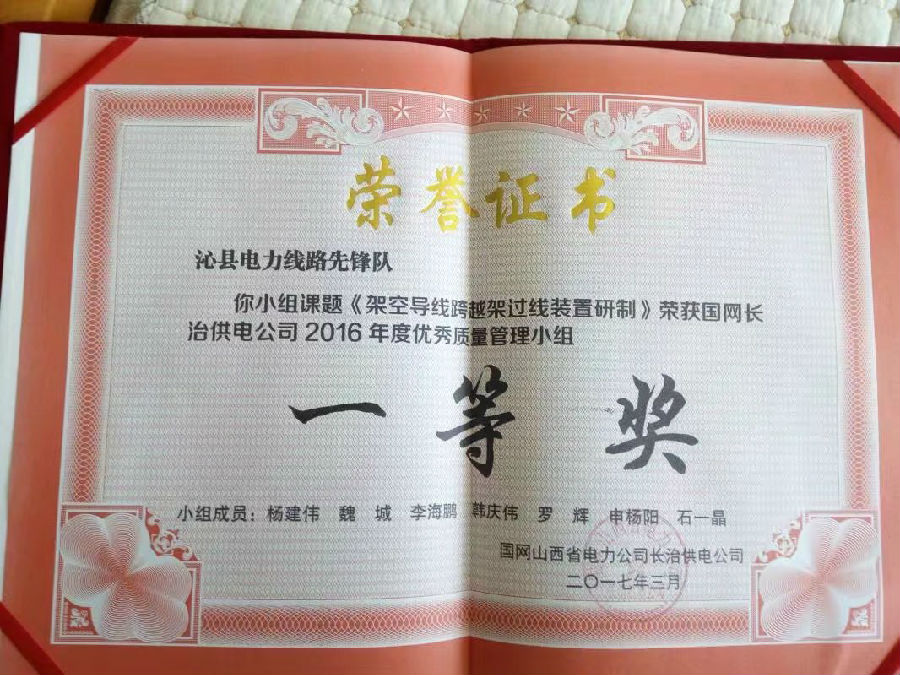 荣誉证书
沁县电力线路先锋队
你小组课题《架空导线跨越架过线装置研制》荣获国网长
治供电公司2016年度优秀质量管理小组
一等奖
小组成员：杨建伟 魏 城 李海鹏 韩庆伟 罗 辉 申杨阳 石一晶
国网山西省电力公司长治供电公司
二〇一七年三月